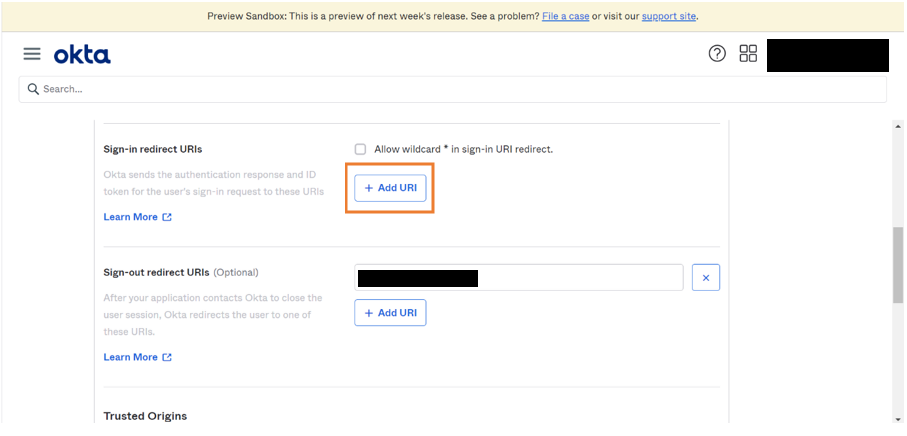 Preview Sandbox: This is a preview of next week's release. See a problem? File a case or visit our support site.
okta
Search...
Sign-in redirect URIs
Allow wildcard * in sign-in URI redirect.
Okta sends the authentication response and ID
token for the user's sign-in request to these URIs
+ Add URI
Learn More
Sign-out redirect URIs (Optional)
After your application contacts Okta to close the
user session, Okta redirects the user to one of
these URIs.
+ Add URI
Learn More
Trusted Origins